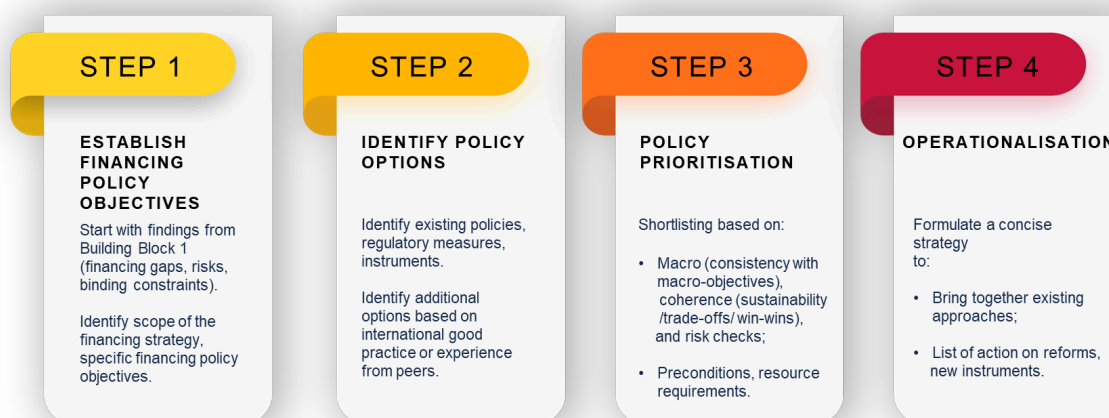 STEP 1
ESTABLISH
FINANCING
POLICY
OBJECTIVES
Start with findings from
Building Block 1
(financing gaps, risks,
binding constraints).
Identify scope of the
financing strategy,
specific financing policy
objectives.
STEP 2
IDENTIFY POLICY
OPTIONS
Identify existing policies,
regulatory measures,
instruments.
Identify additional
options based on
international good
practice or experience
from peers.
STEP 3
POLICY
PRIORITISATION
Shortlisting based on:
• Macro (consistency with
macro-objectives),
coherence (sustainability
/trade-offs/ win-wins),
and risk checks;
• Preconditions, resource
requirements.
STEP 4
OPERATIONALISATION
Formulate a concise
strategy
to:
• Bring together existing
approaches;
• List of action on reforms,
new instruments.